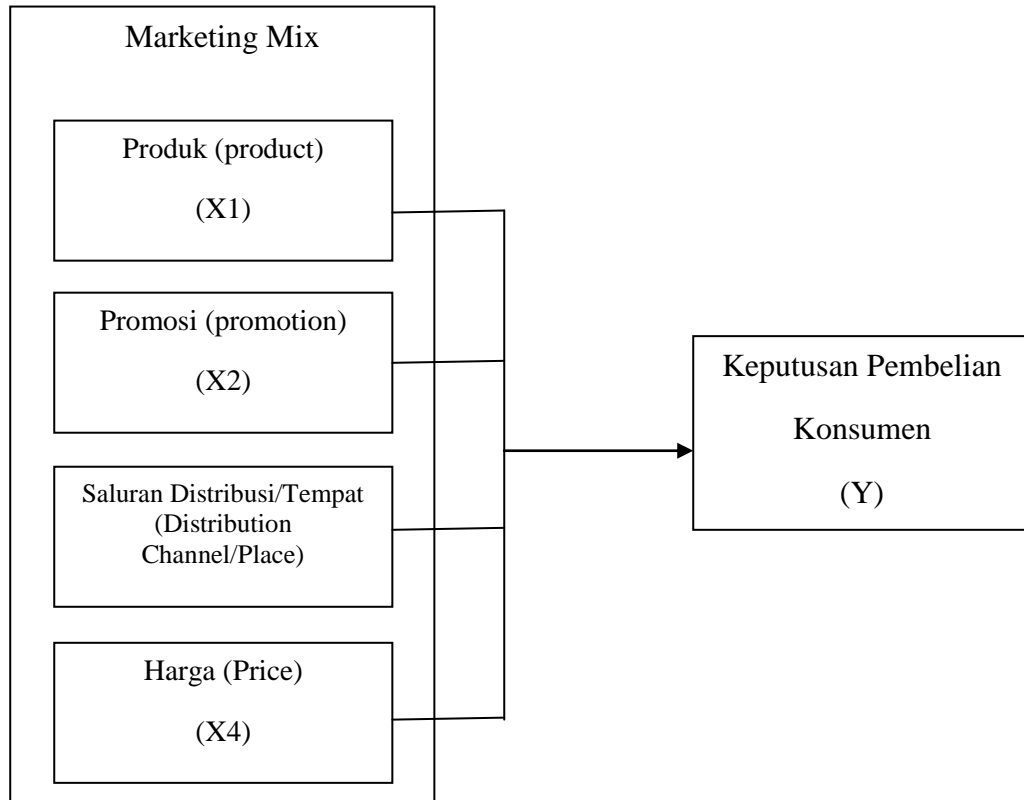 Marketing Mix
Produk (product)
(X1)
Promosi (promotion)
(X2)
Saluran Distribusi/Tempat
(Distribution
Channel/Place)
Harga (Price)
(X4)
Keputusan Pembelian
Konsumen
(Y)